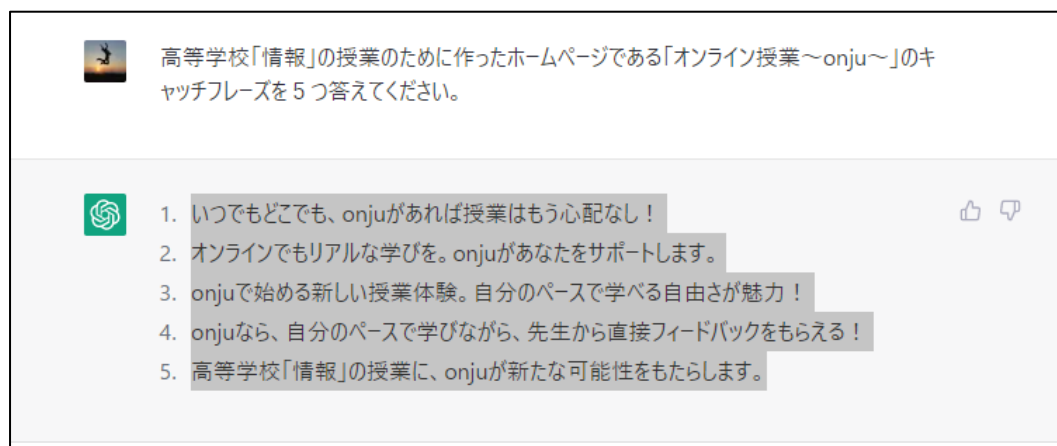 高等学校「情報」の授業のために作ったホームページである「オンライン授業～onju～」のキ
ャッチフレーズを5つ答えてください。
1. いつでもどこでも、onjuがあれば授業はもう心配なし！
2. オンラインでもリアルな学びを。onjuがあなたをサポートします。
3. onjuで始める新しい授業体験。自分のペースで学べる自由さが魅力！
4. onjuなら、自分のペースで学びながら、先生から直接フィードバックをもらえる！
5. 高等学校「情報」の授業に、onjuが新たな可能性をもたらします。